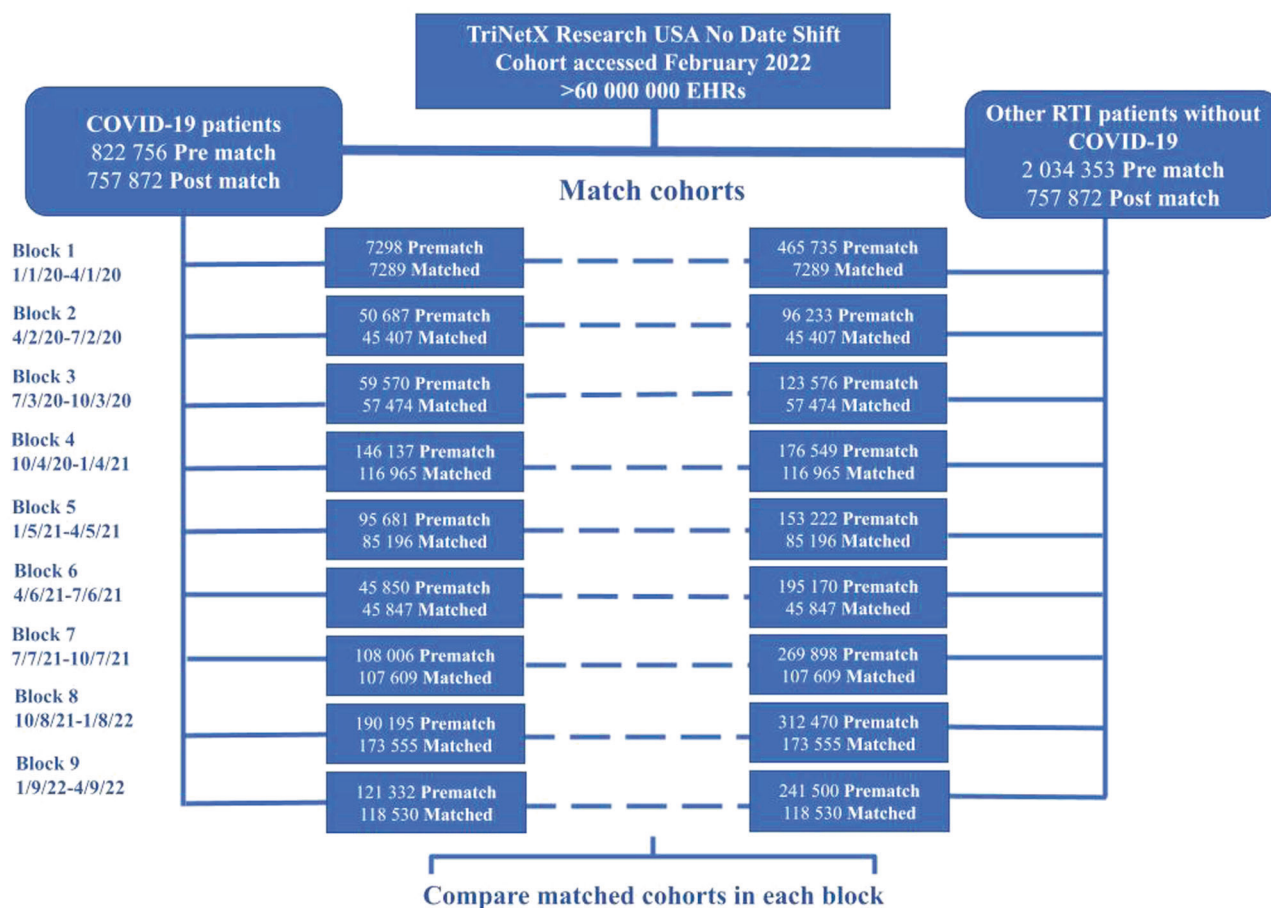 TriNetX Research USA No Date Shift
Cohort accessed February 2022
>60 000 000 EHRs
COVID-19 patients
822 756 Pre match
757 872 Post match
Other RTI patients without
COVID-19
2 034 353 Pre match
757 872 Post match
Match cohorts
Block 1
1/1/20-4/1/20
7298 Prematch
7289 Matched
465 735 Prematch
7289 Matched
Block 2
4/2/20-7/2/20
50 687 Prematch
45 407 Matched
96 233 Prematch
45 407 Matched
Block 3
7/3/20-10/3/20
59 570 Prematch
57 474 Matched
123 576 Prematch
57 474 Matched
Block 4
10/4/20-1/4/21
146 137 Prematch
116 965 Matched
176 549 Prematch
116 965 Matched
Block 5
1/5/21-4/5/21
95 681 Prematch
85 196 Matched
153 222 Prematch
85 196 Matched
Block 6
4/6/21-7/6/21
45 850 Prematch
45 847 Matched
195 170 Prematch
45 847 Matched
Block 7
7/7/21-10/7/21
108 006 Prematch
107 609 Matched
269 898 Prematch
107 609 Matched
Block 8
10/8/21-1/8/22
190 195 Prematch
173 555 Matched
312 470 Prematch
173 555 Matched
Block 9
1/9/22-4/9/22
121 332 Prematch
118 530 Matched
241 500 Prematch
118 530 Matched
Compare matched cohorts in each block